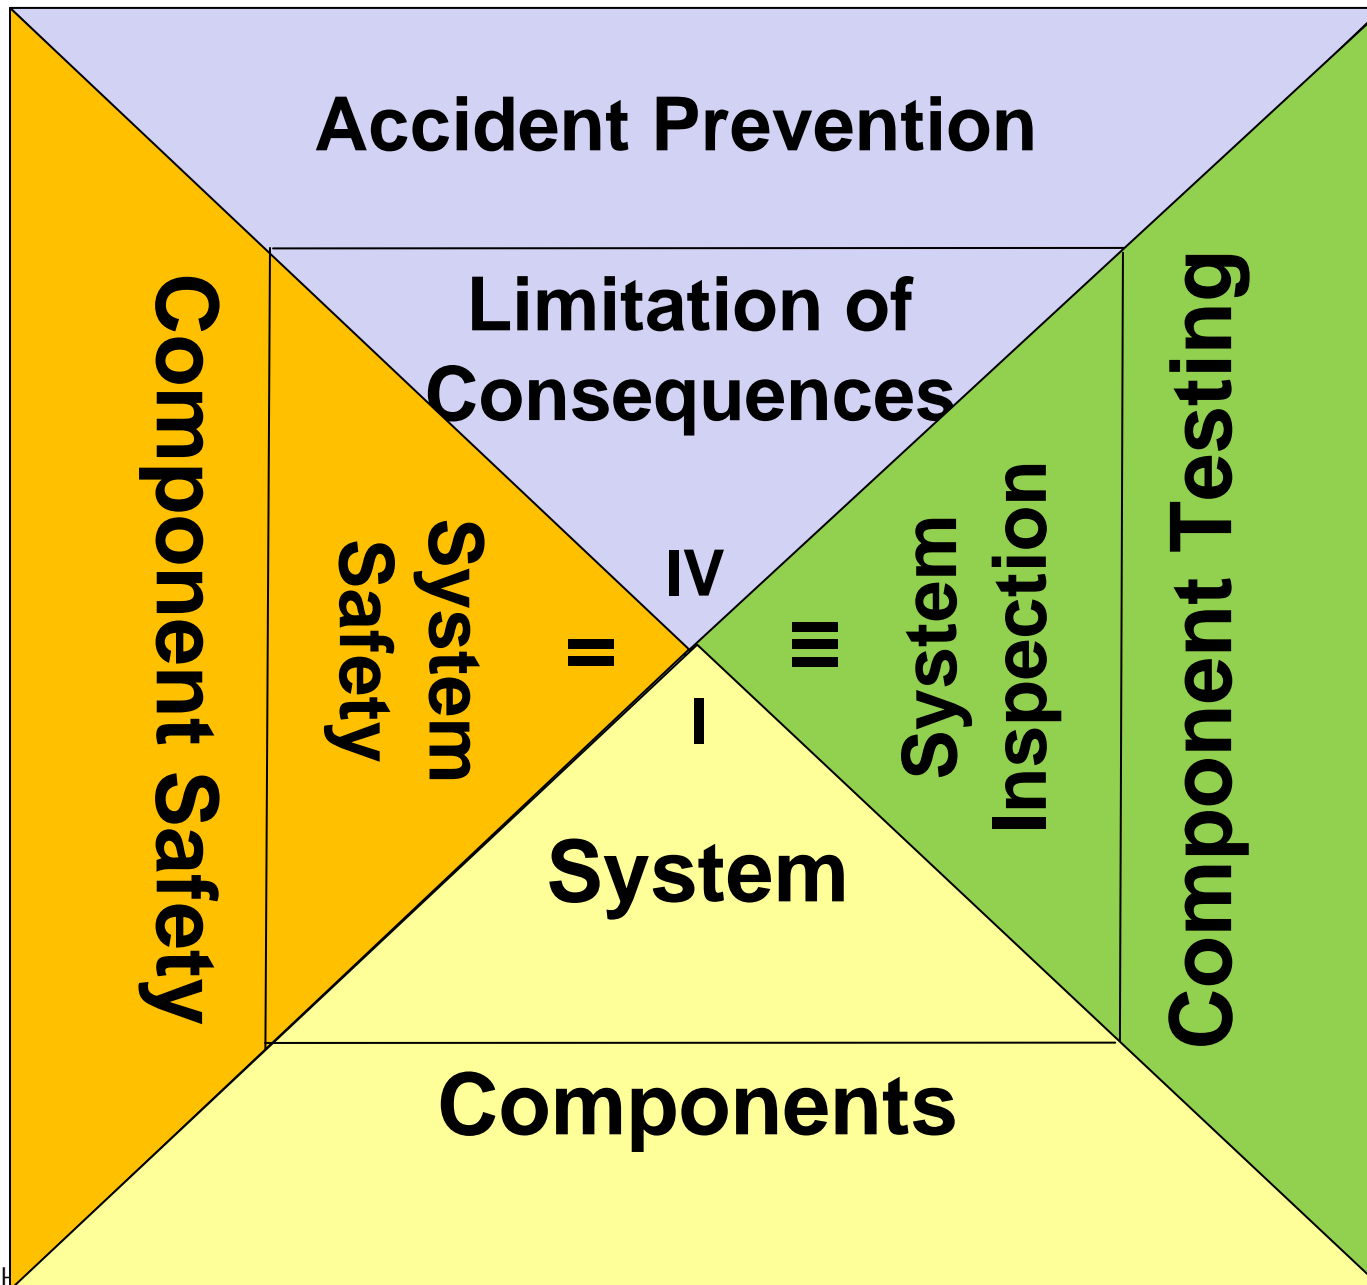 Accident Prevention
Limitation of
Consequences
IV
Component Safety
System
Safety
II
III
System
Inspection
Component Testing
I
System
Components